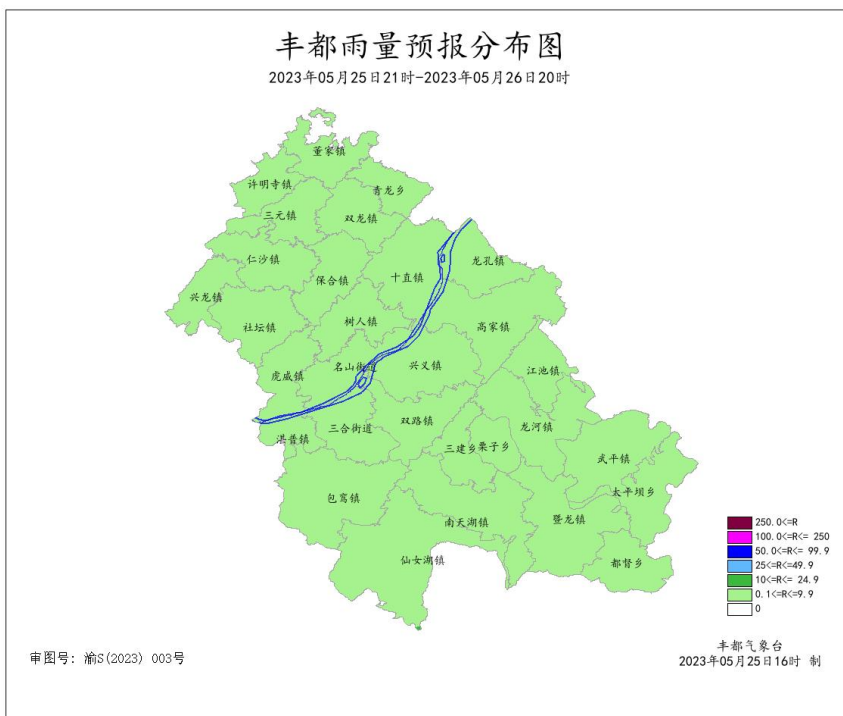 丰都雨量预报分布图
2023年05月25日21时-2023年05月26日20时
董家镇
许明寺镇
青龙乡
三元镇
双龙镇
仁沙镇
龙孔镇
保合镇
十直镇
兴龙镇
社坛镇
树人镇
高家镇
名山街道
兴义镇
虎威镇
江池镇
双路镇
三合街道
龙河镇
湛普镇
三建乡
栗子乡
武平镇
太平坝乡
包鸾镇
南天湖镇
暨龙镇
仙女湖镇
都督乡
250.0<=R
100.0<=R<= 250
50.0<=R<= 99.9
25<=R<=49.9
10<=R<= 24.9
0.1<=R<=9.9
0
审图号: 渝S(2023) 003号
丰都气象台
2023年05月25日16时 制